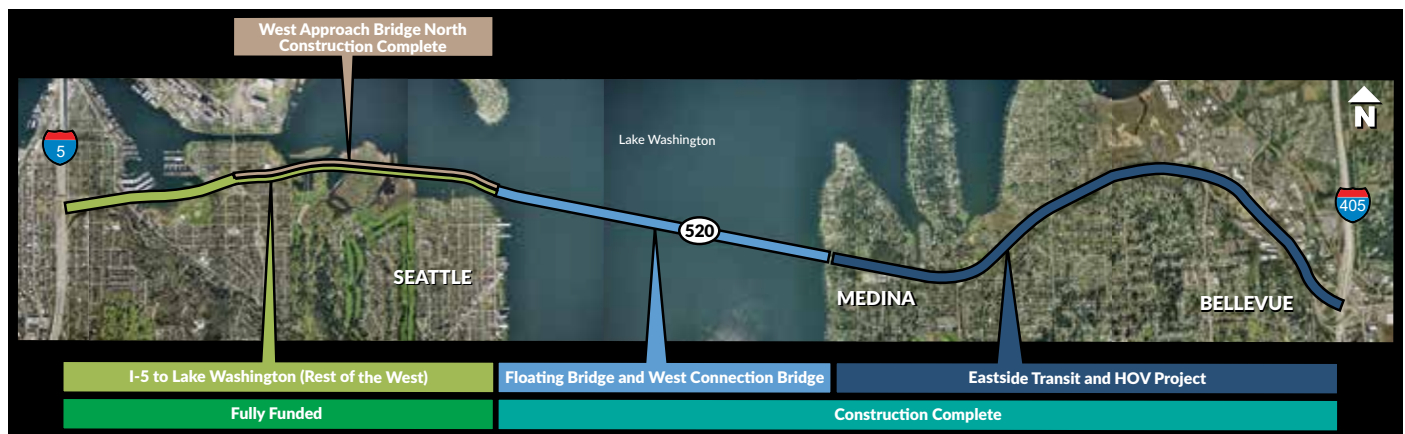 West Approach Bridge North
Construction Complete
5
Lake Washington
N
405
520
SEATTLE
MEDINA
BELLEVUE
I-5 to Lake Washington (Rest of the West)
Floating Bridge and West Connection Bridge
Eastside Transit and HOV Project
Fully Funded
Construction Complete